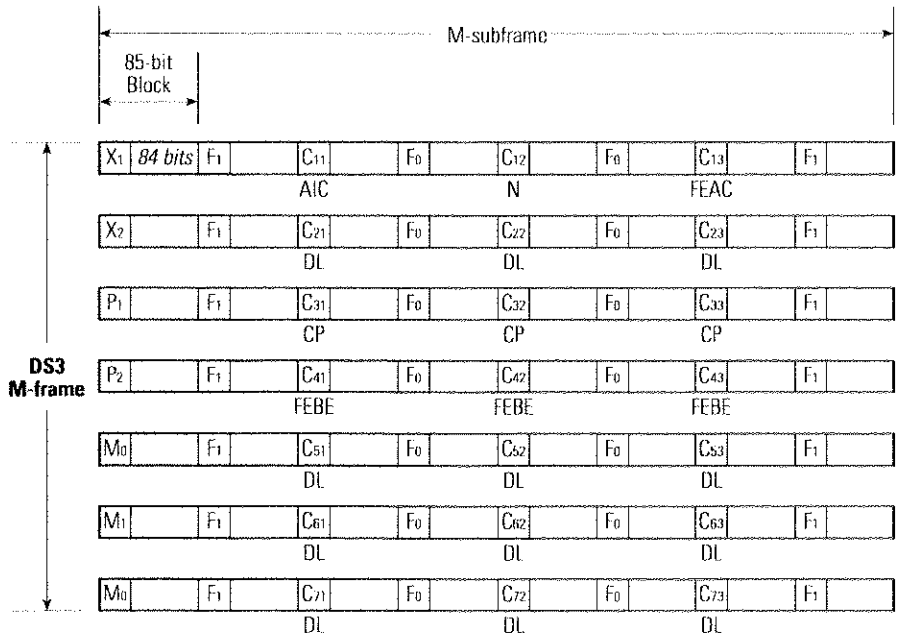 M-subframe
85-bit
Block
X1 84 bits F1 C11 F0 C12 F0 C13 F1
AIC N FEAC
X2 F1 C21 F0 C22 F0 C23 F1
DL DL DL
P1 F1 C31 F0 C32 F0 C33 F1
CP CP CP
DS3
M-frame
P2 F1 C41 F0 C42 F0 C43 F1
FEBE FEBE FEBE
M0 F1 C51 F0 C52 F0 C53 F1
DL DL DL
M1 F1 C61 F0 C62 F0 C63 F1
DL DL DL
M0 F1 C71 F0 C72 F0 C73 F1
DL DL DL